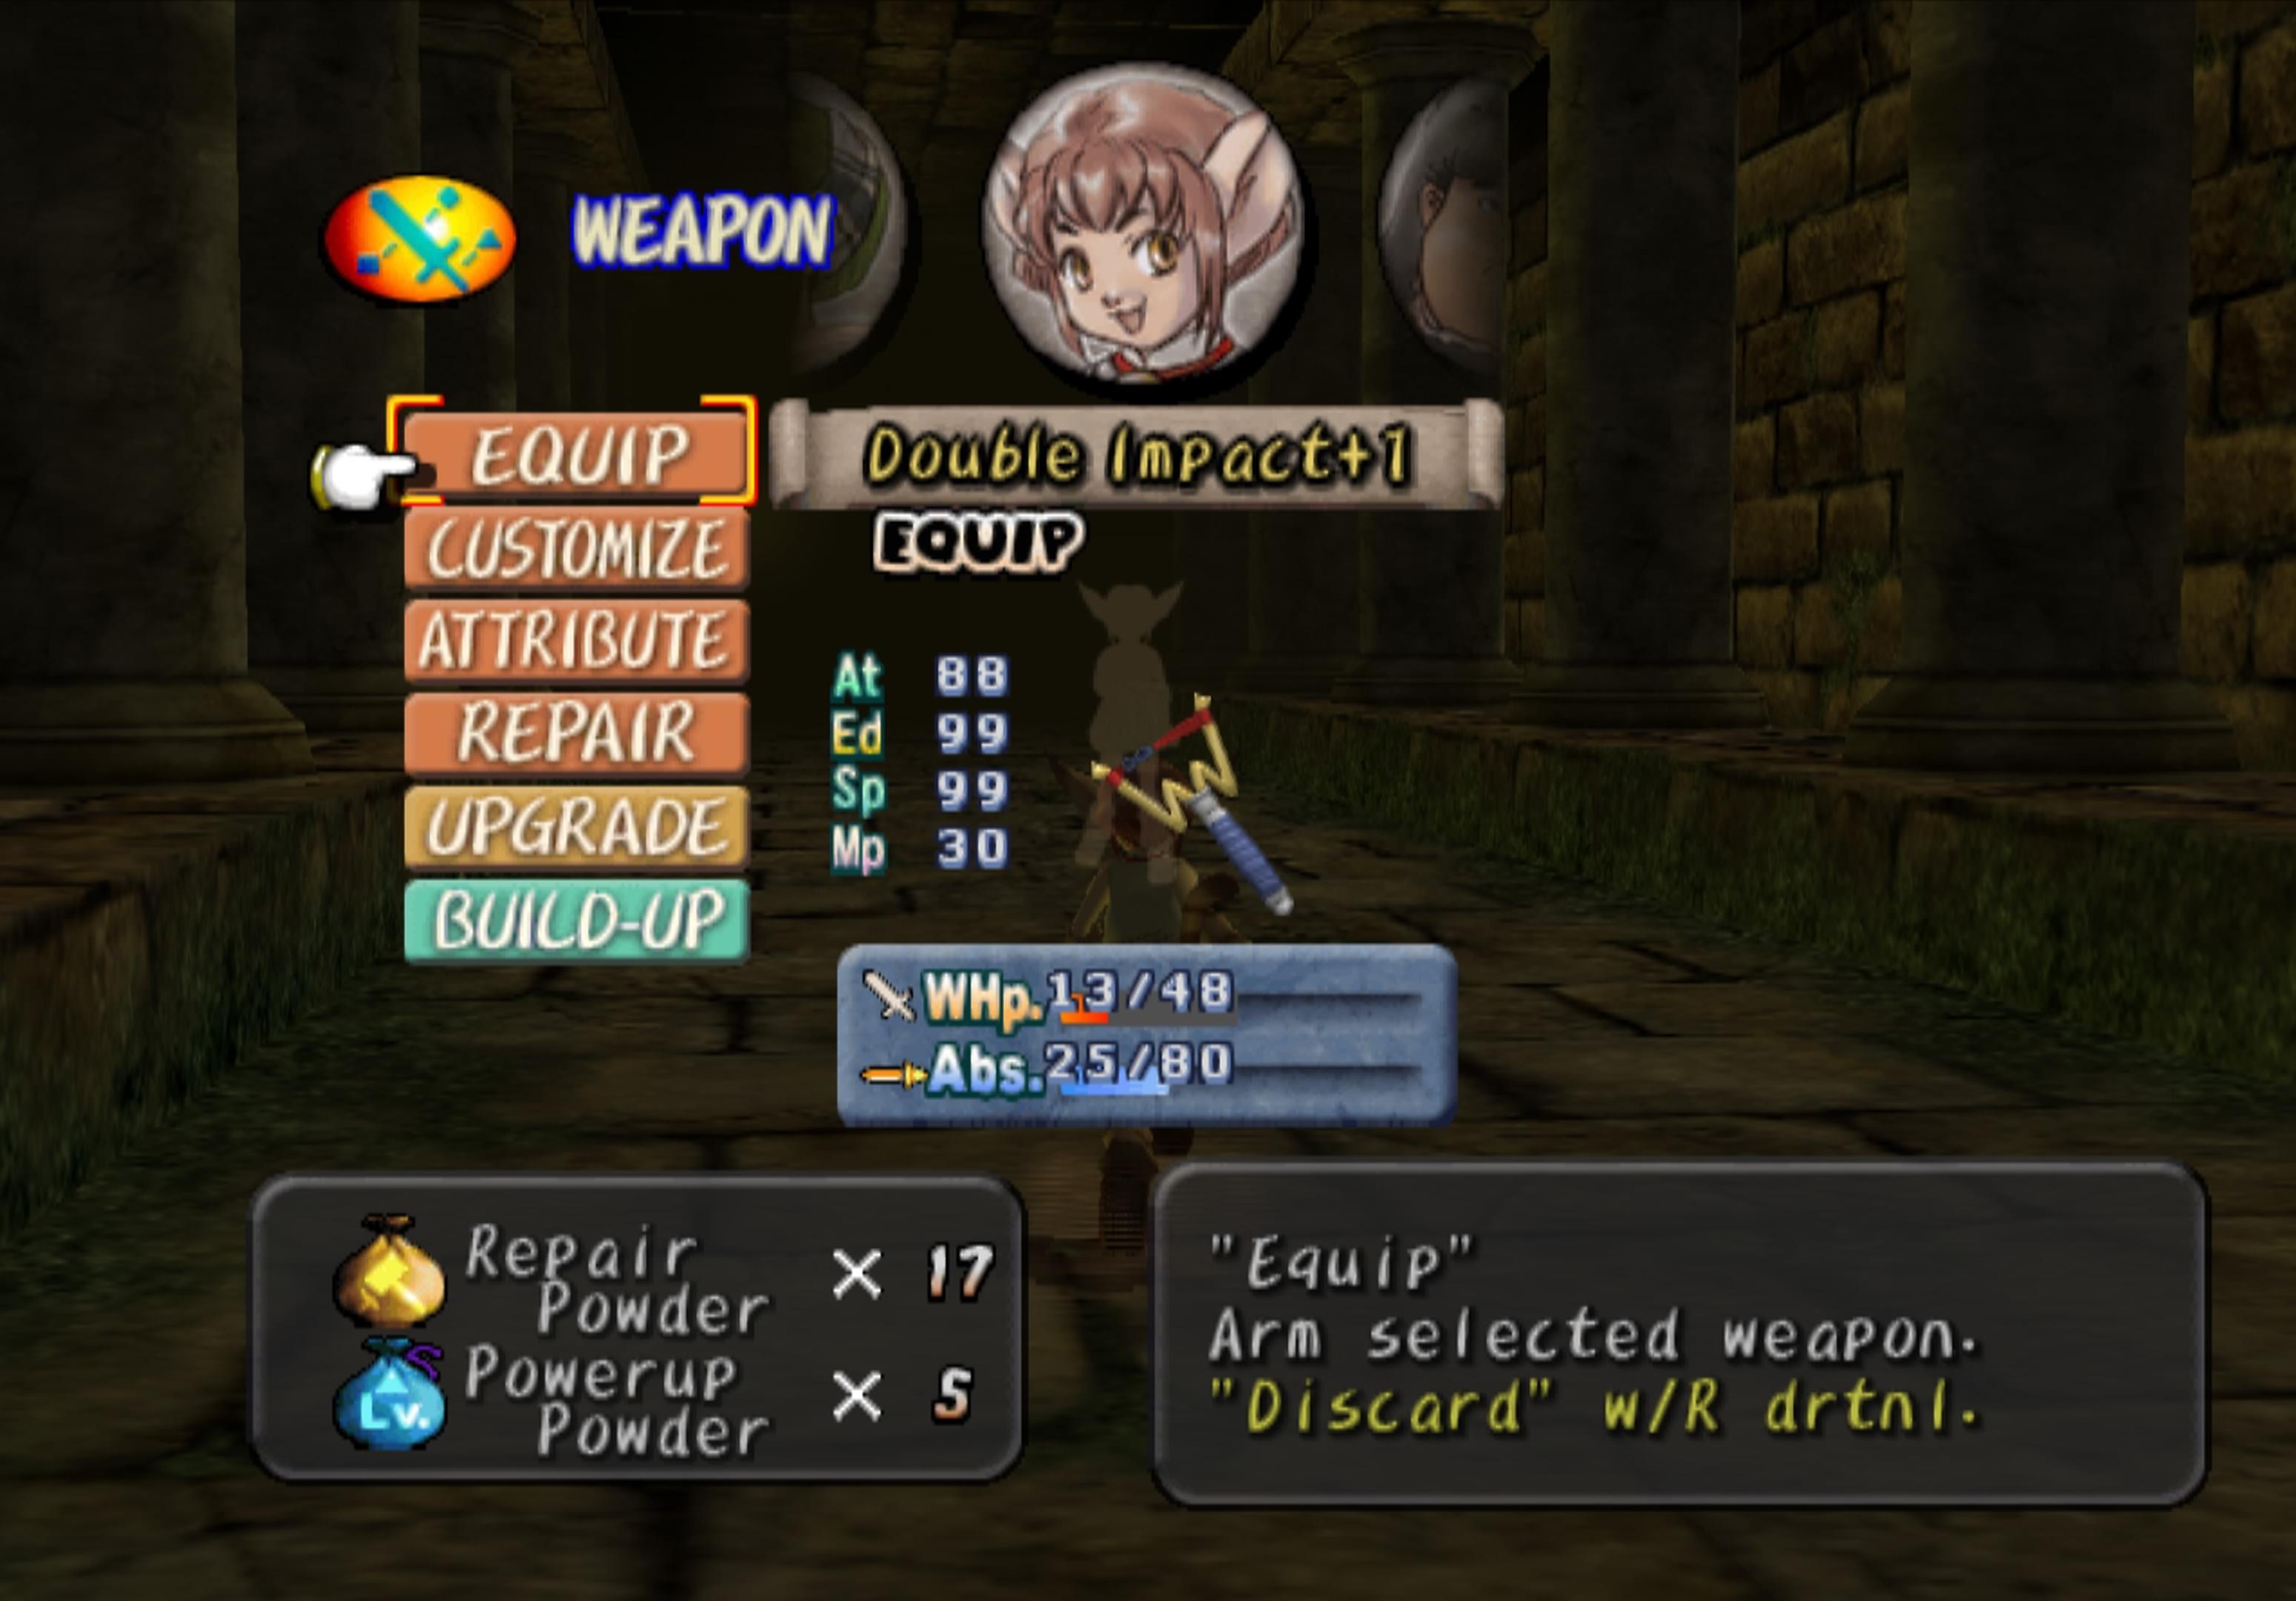 WEAPON
EQUIP
Double Impact+1
EQUIP
CUSTOMIZE
ATTRIBUTE
REPAIR
UPGRADE
BUILD-UP
At 88
Ed 99
Sp 99
Mp 30
WHp. 13/48
Abs. 25/80
Repair
Powder × 17
Lv.
Powerup
Powder × 5
"Equip"
Arm selected weapon.
"Discard" w/R drtnl.